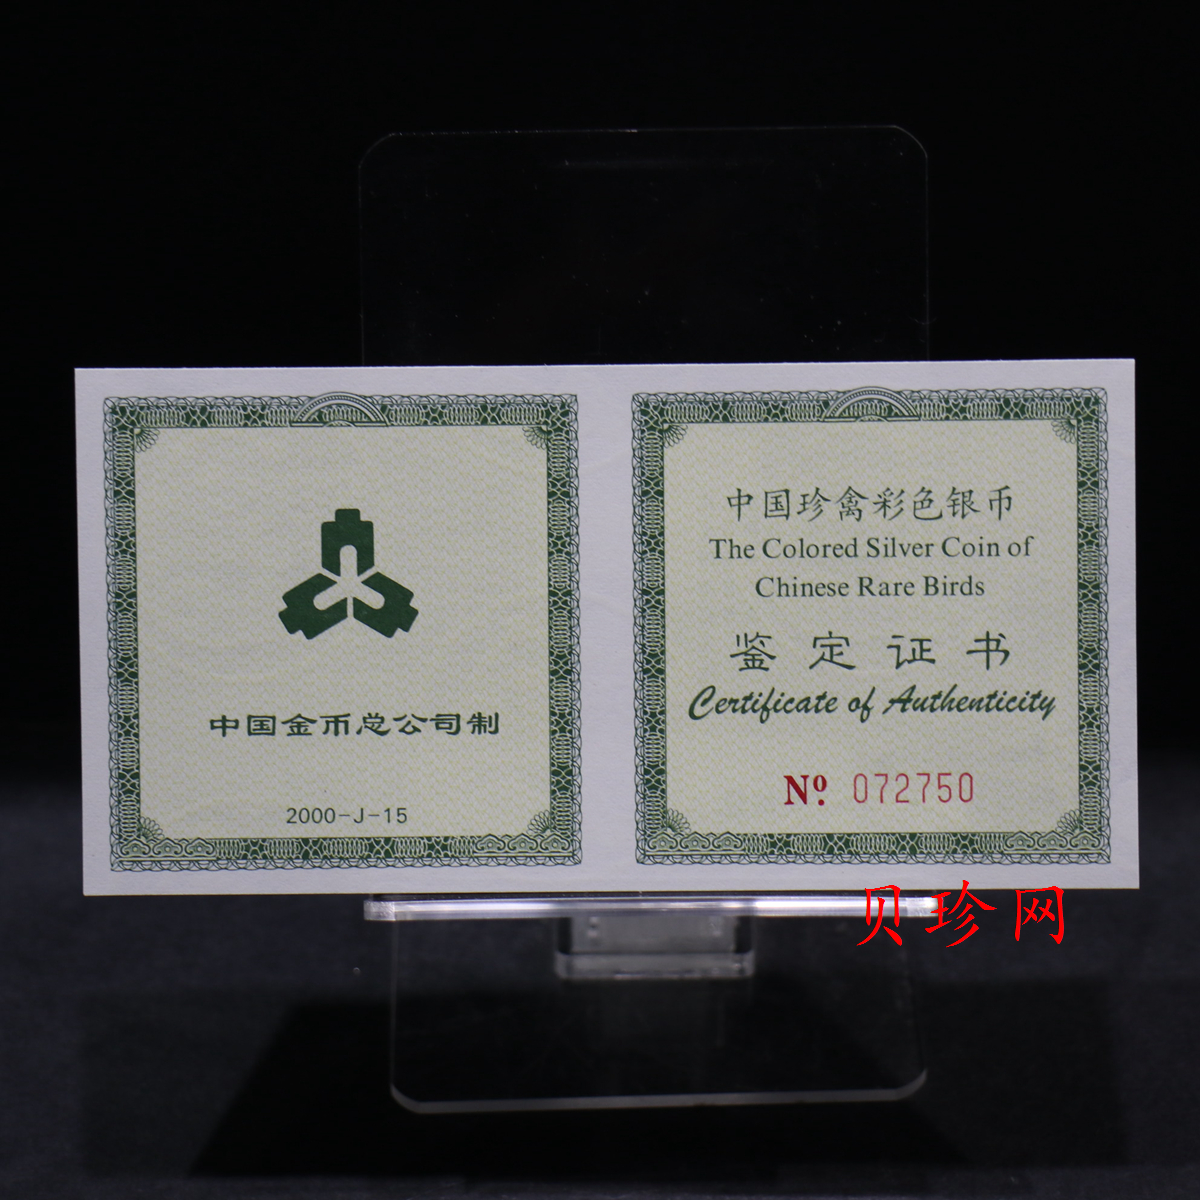 中国金币总公司制
2000-J-15
中国珍禽彩色银币
The Colored Silver Coin of
Chinese Rare Birds
鉴定证书
Certificate of Authenticity
Nº 072750
贝珍网